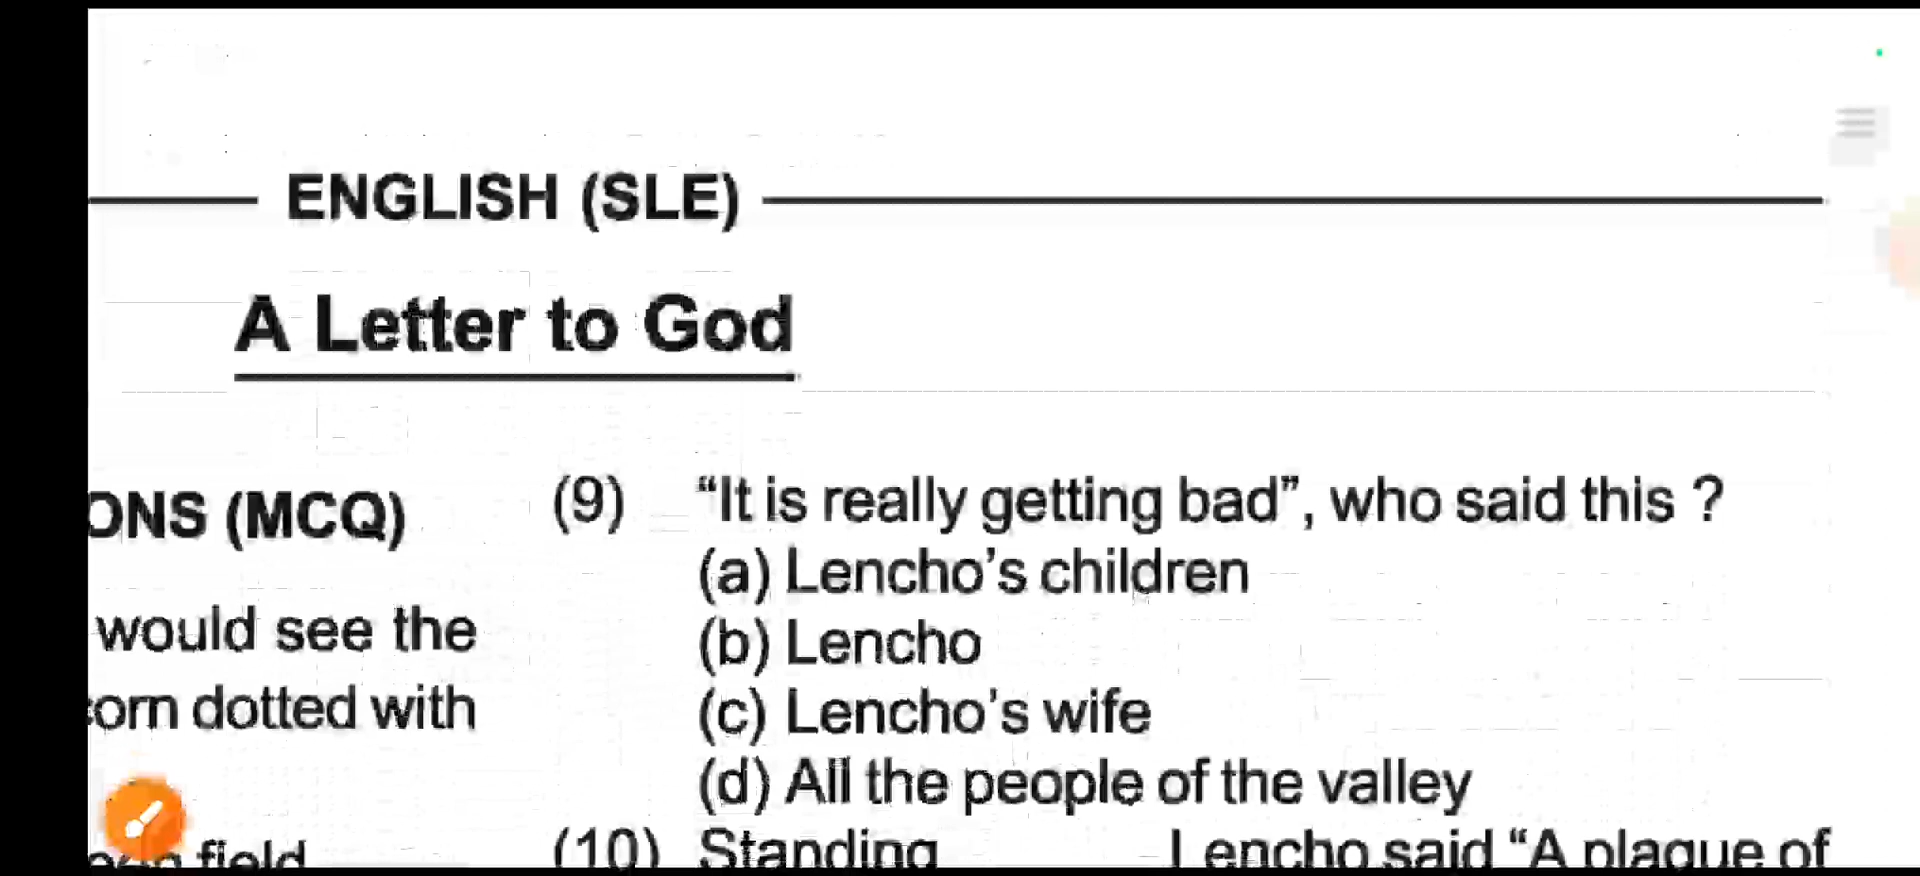 ENGLISH (SLE)
A Letter to God
ONS (MCQ)
would see the
corn dotted with
field
(9) “It is really getting bad”, who said this ?
(a) Lencho’s children
(b) Lencho
(c) Lencho’s wife
(d) All the people of the valley
(10) Standing Lencho said “A plague of